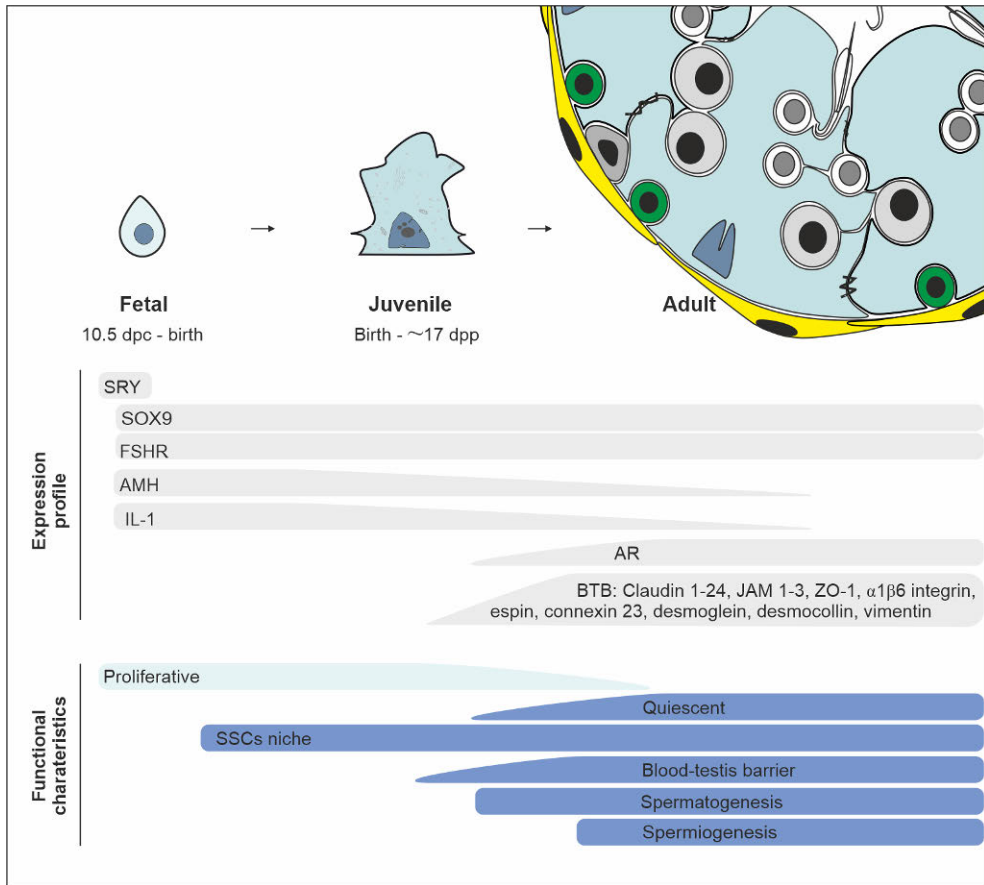 Fetal
10.5 dpc - birth
Juvenile
Birth - ~17 dpp
Adult
Expression
profile
SRY
SOX9
FSHR
AMH
IL-1
AR
BTB: Claudin 1-24, JAM 1-3, ZO-1, α1β6 integrin,
espin, connexin 23, desmoglein, desmocollin, vimentin
Functional
charateristics
Proliferative
Quiescent
SSCs niche
Blood-testis barrier
Spermatogenesis
Spermiogenesis